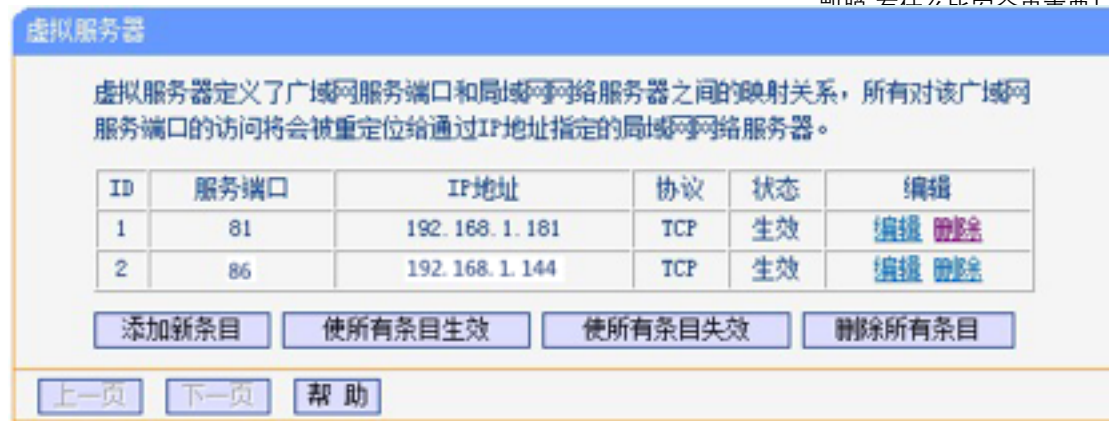 虚拟服务器
虚拟服务器定义了广域网服务端口和局域网网络服务器之间的映射关系，所有对该广域网
服务端口的访问将会被重定位给通过IP地址指定的局域网网络服务器。
ID 服务端口 IP地址 协议 状态 编辑
1 81 192.168.1.181 TCP 生效 编辑 删除
2 86 192.168.1.144 TCP 生效 编辑 删除
添加新条目 使所有条目生效 使所有条目失效 删除所有条目
上一页 下一页 帮 助